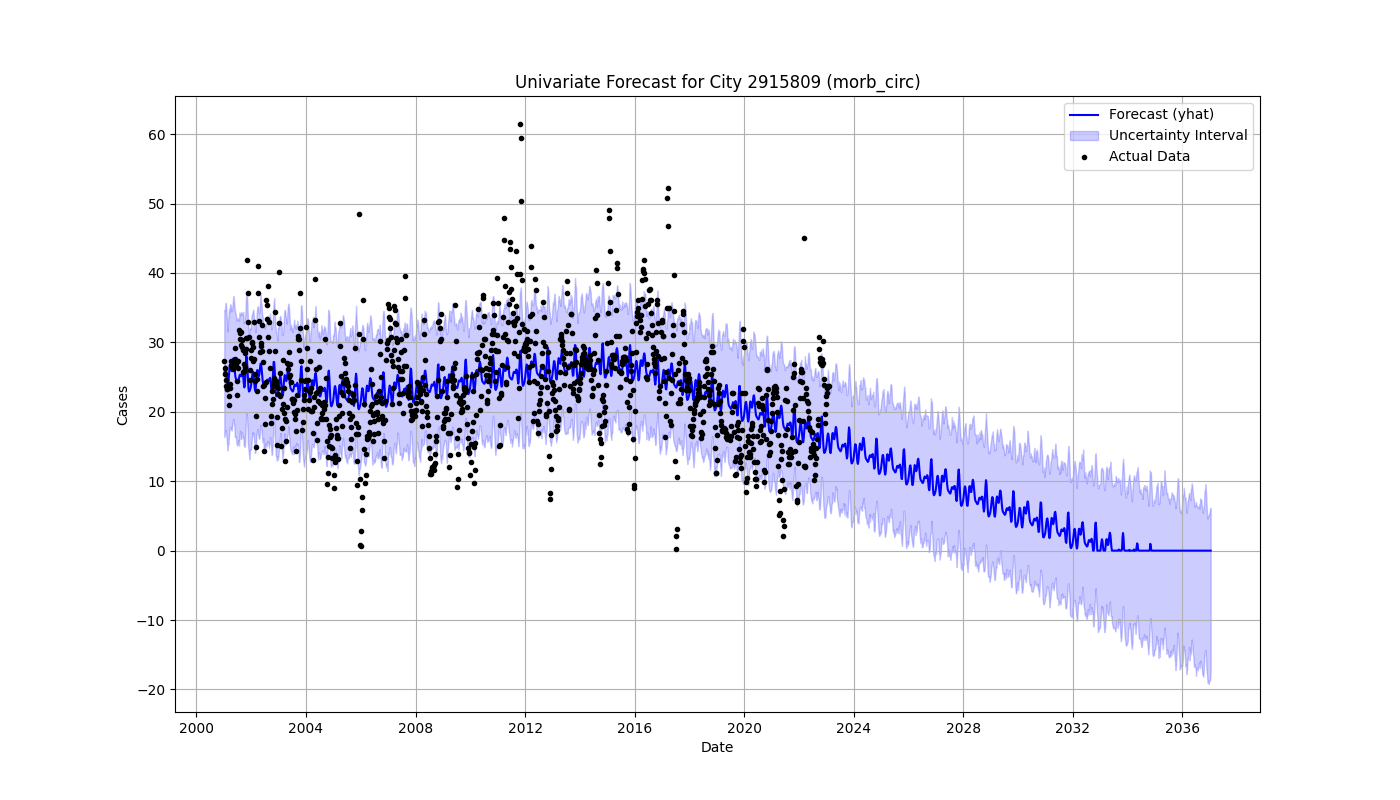 Univariate Forecast for City 2915809 (morb_circ)
Forecast (yhat)
Uncertainty Interval
Actual Data
60
50
40
30
20
10
0
−10
−20
Cases
2000 2004 2008 2012 2016 2020 2024 2028 2032 2036
Date